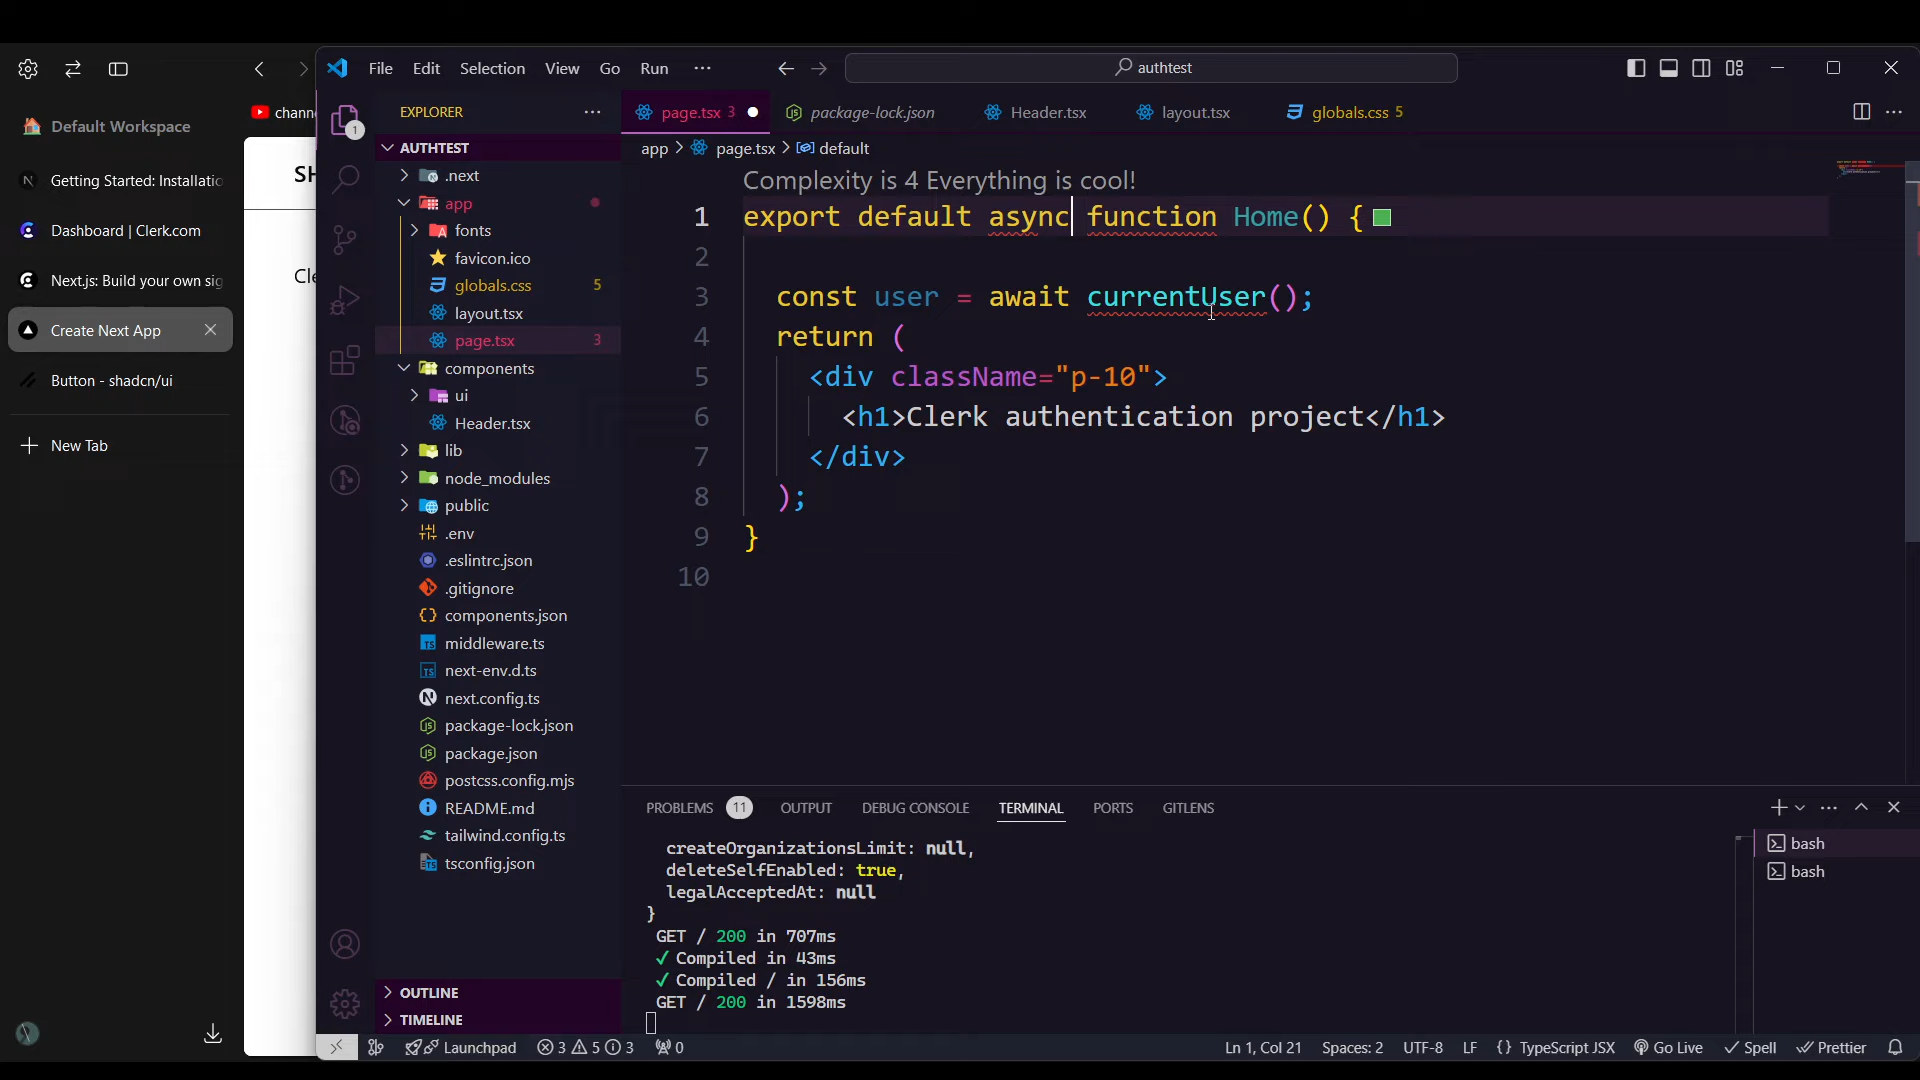 Default Workspace
Getting Started: Installatio
Dashboard | Clerk.com
Next.js: Build your own sig
Create Next App
Button - shadcn/ui
New Tab
chann
SH
Cle
File Edit Selection View Go Run ···
authtest
EXPLORER ···
1
AUTHTEST
.next
app
fonts
favicon.ico
globals.css 5
layout.tsx
page.tsx 3
components
ui
Header.tsx
lib
node_modules
public
.env
.eslintrc.json
.gitignore
components.json
middleware.ts
next-env.d.ts
next.config.ts
package-lock.json
package.json
postcss.config.mjs
README.md
tailwind.config.ts
tsconfig.json
OUTLINE
TIMELINE
page.tsx 3 package-lock.json Header.tsx layout.tsx globals.css 5
app > page.tsx > default
Complexity is 4 Everything is cool!
1 export default async function Home() {
2
3 const user = await currentUser();
4 return (
5 <div className="p-10">
6 <h1>Clerk authentication project</h1>
7 </div>
8 );
9 }
10
PROBLEMS 11 OUTPUT DEBUG CONSOLE TERMINAL PORTS GITLENS
createOrganizationsLimit: null,
deleteSelfEnabled: true,
legalAcceptedAt: null
}
GET / 200 in 707ms
✓ Compiled in 43ms
✓ Compiled / in 156ms
GET / 200 in 1598ms
bash
bash
Launchpad 3 5 3 0 Ln 1, Col 21 Spaces: 2 UTF-8 LF {} TypeScript JSX Go Live Spell Prettier